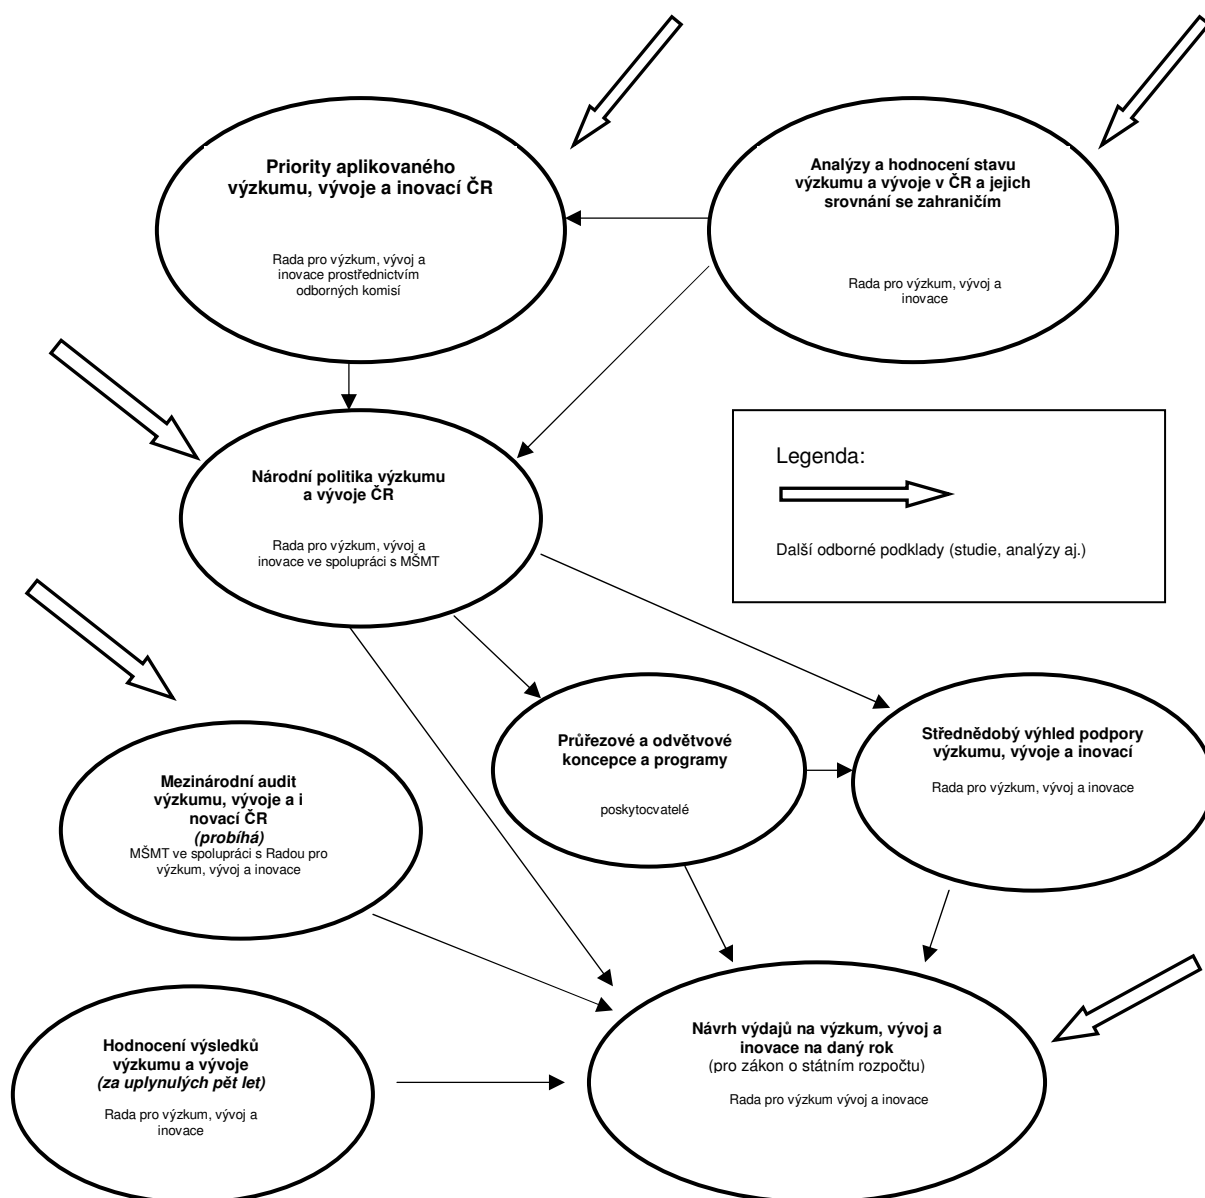 Priority aplikovaného
výzkumu, vývoje a inovací ČR
Rada pro výzkum, vývoj a
inovace prostřednictvím
odborných komisí
Analýzy a hodnocení stavu
výzkumu a vývoje v ČR a jejich
srovnání se zahraničím
Rada pro výzkum, vývoj a
inovace
Národní politika výzkumu
a vývoje ČR
Rada pro výzkum, vývoj a
inovace ve spolupráci s MŠMT
Legenda:
Další odborné podklady (studie, analýzy aj.)
Průřezové a odvětvové
koncepce a programy
poskytocvatelé
Střednědobý výhled podpory
výzkumu, vývoje a inovací
Rada pro výzkum, vývoj a inovace
Mezinárodní audit
výzkumu, vývoje a i
novací ČR
(probíhá)
MŠMT ve spolupráci s Radou pro
výzkum, vývoj a inovace
Hodnocení výsledků
výzkumu a vývoje
(za uplynulých pět let)
Rada pro výzkum, vývoj a
inovace
Návrh výdajů na výzkum, vývoj a
inovace na daný rok
(pro zákon o státním rozpočtu)
Rada pro výzkum vývoj a inovace